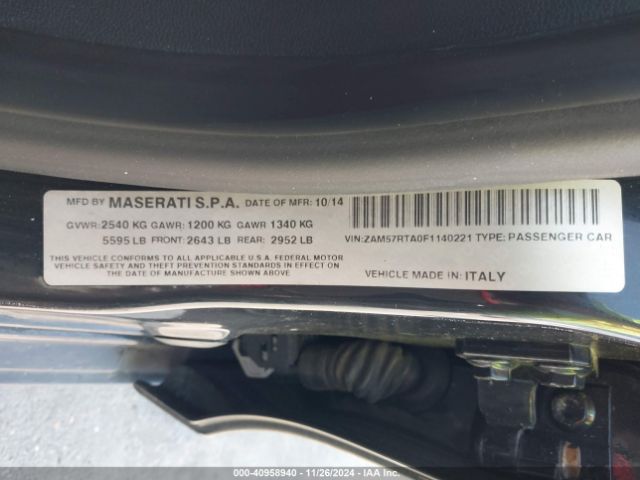 MFD BY MASERATI S.P.A. DATE OF MFR: 10/14
GVWR: 2540 KG GAWR: 1200 KG GAWR 1340 KG
5595 LB FRONT: 2643 LB REAR: 2952 LB
THIS VEHICLE CONFORMS TO ALL APPLICABLE U.S.A. FEDERAL MOTOR
VEHICLE SAFETY AND THEFT PREVENTION STANDARDS IN EFFECT ON
THE DATE OF MANUFACTURE SHOWN ABOVE
VIN:ZAM57RTA0F1140221 TYPE: PASSENGER CAR
VEHICLE MADE IN: ITALY
000-40958940 | 11/26/2024 | IAA Inc.